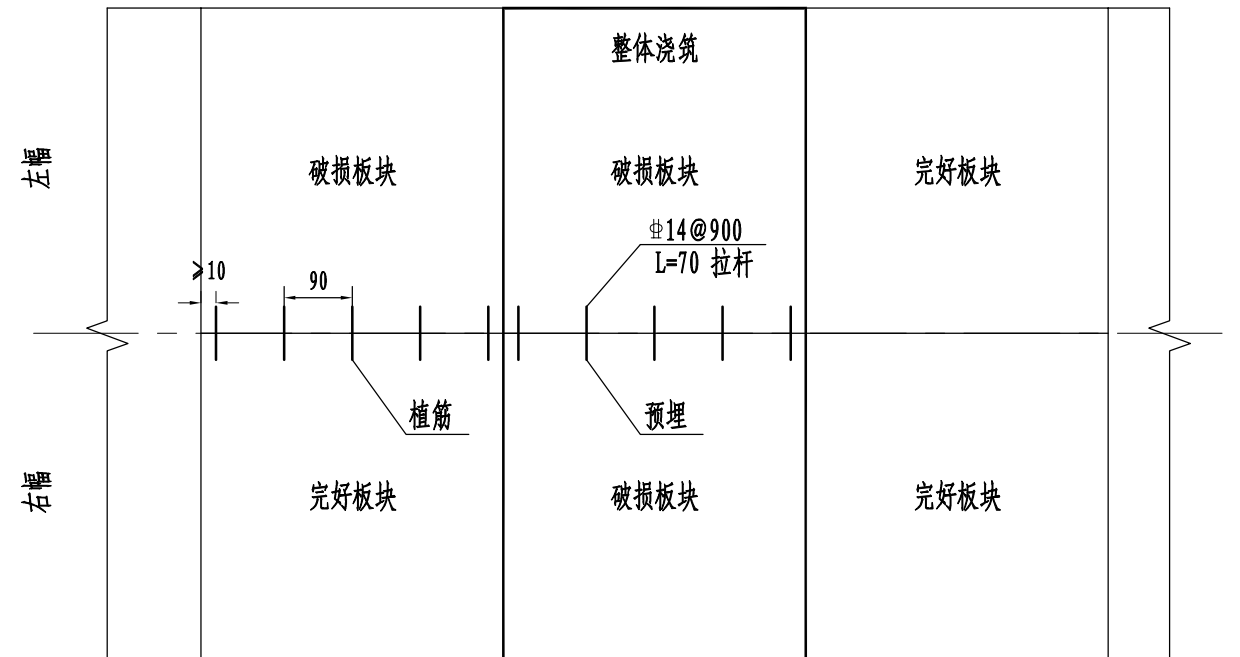 整体浇筑
左幅
破损板块
破损板块
完好板块
Φ14@900
L=70 拉杆
≥10
90
植筋
预埋
右幅
完好板块
破损板块
完好板块